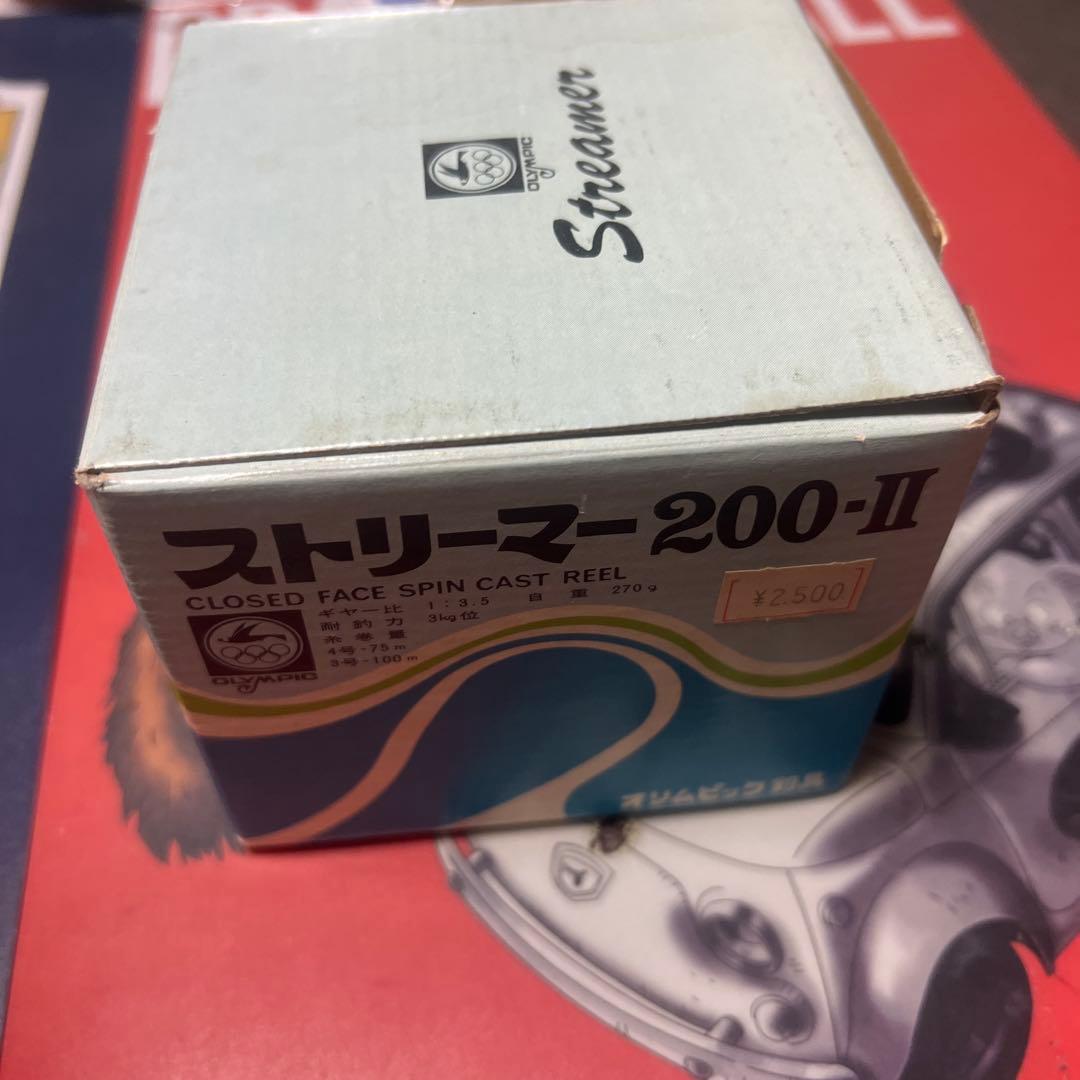 OLYMPIC
Streamer
ストリーマー200-II
CLOSED FACE SPIN CAST REEL
ギヤー比 1:3.5 自重 270g
耐釣力 3kg位
糸巻量
4号-75m
3号-100m
OLYMPIC
¥2,500
オリムピック釣具